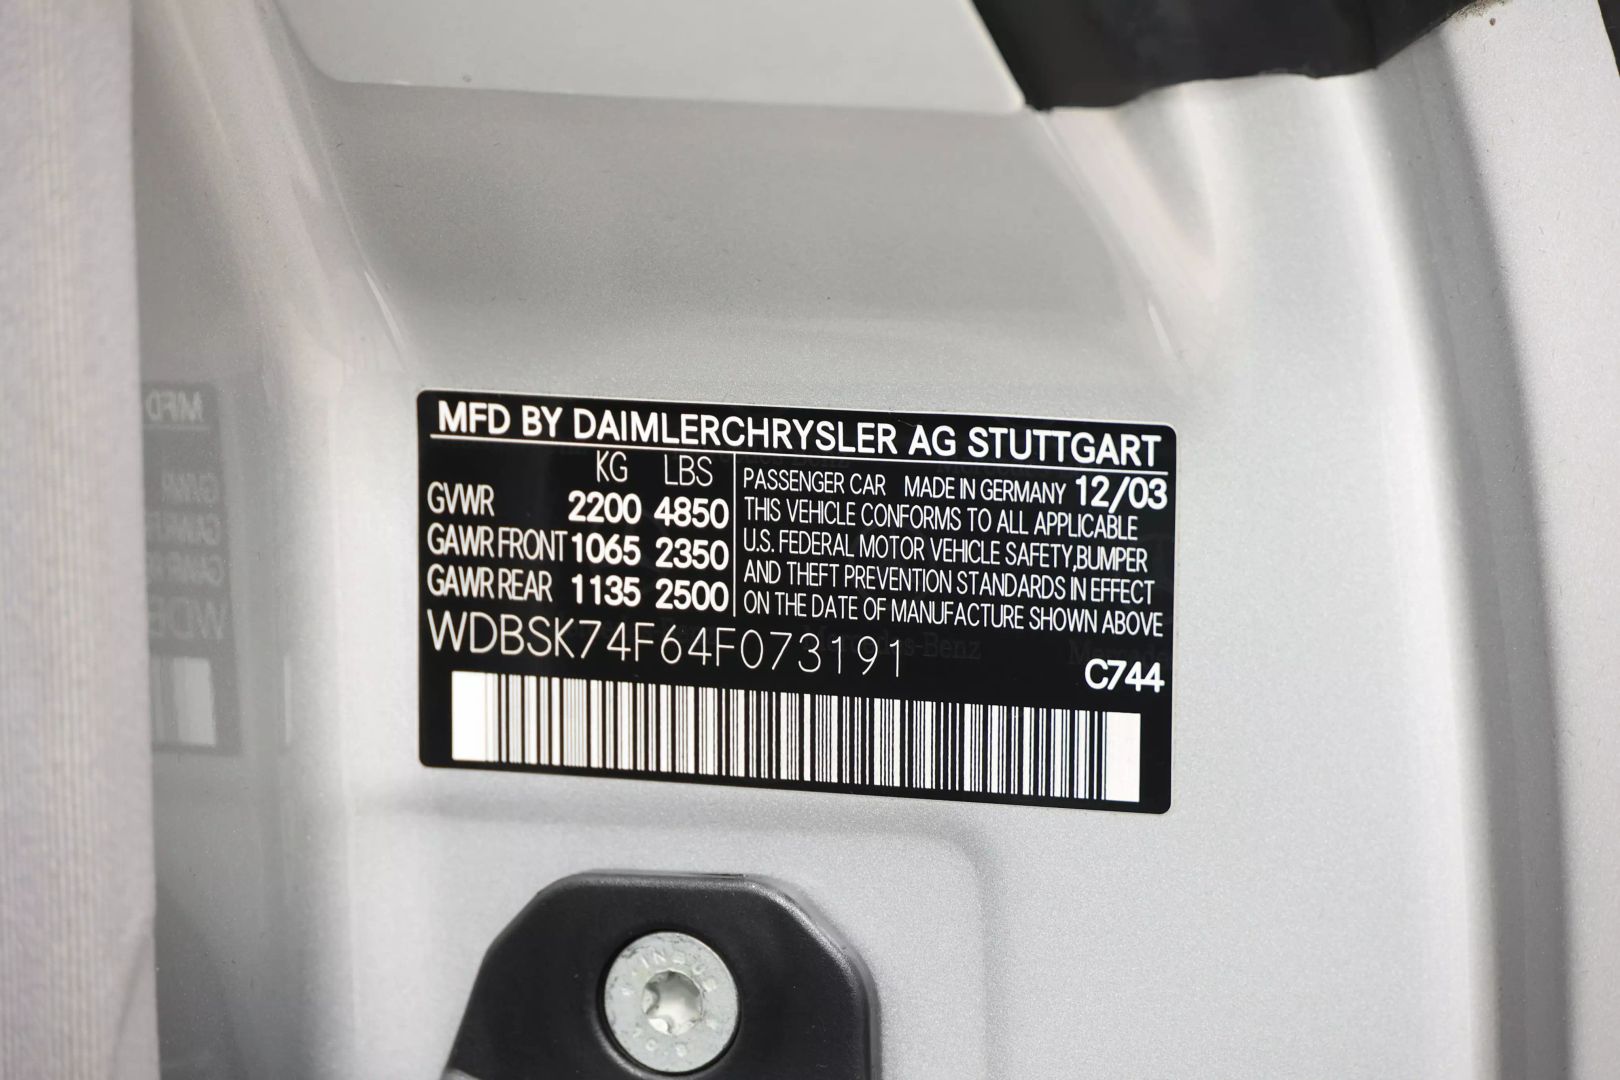 MFD BY DAIMLERCHRYSLER AG STUTTGART
KG LBS
GVWR 2200 4850
GAWR FRONT 1065 2350
GAWR REAR 1135 2500
PASSENGER CAR MADE IN GERMANY 12/03
THIS VEHICLE CONFORMS TO ALL APPLICABLE
U.S. FEDERAL MOTOR VEHICLE SAFETY,BUMPER
AND THEFT PREVENTION STANDARDS IN EFFECT
ON THE DATE OF MANUFACTURE SHOWN ABOVE
WDBSK74F64F073191
C744